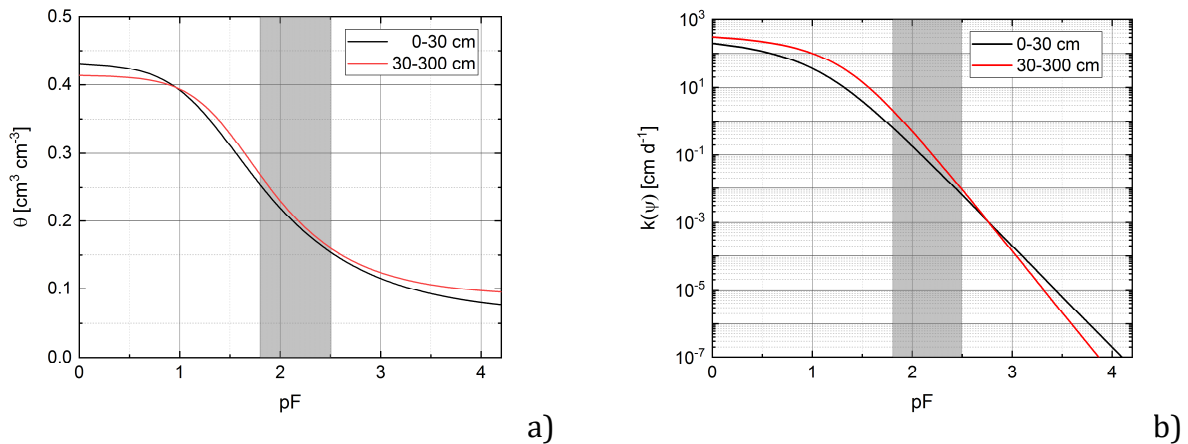 0.5
0.4
0.3
0.2
0.1
0.0
0 1 2 3 4
θ [cm³ cm⁻³]
pF
0-30 cm
30-300 cm
a)
10³
10¹
10⁻¹
10⁻³
10⁻⁵
10⁻⁷
0 1 2 3 4
k(ψ) [cm d⁻¹]
pF
0-30 cm
30-300 cm
b)